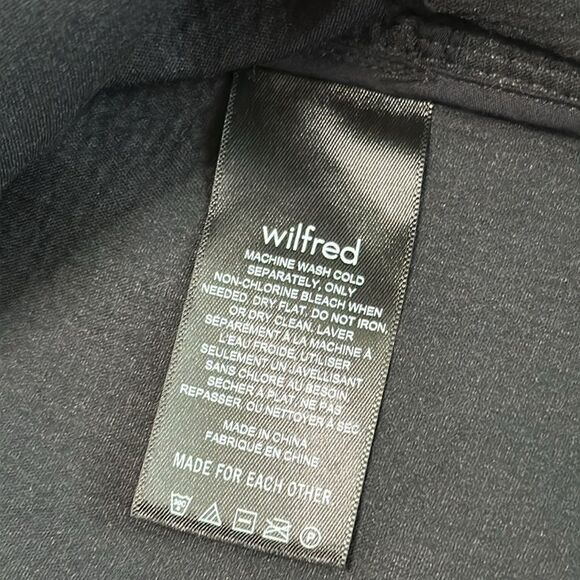 wilfred
MACHINE WASH COLD
SEPARATELY, ONLY
NON-CHLORINE BLEACH WHEN
NEEDED, DRY FLAT, DO NOT IRON,
OR DRY CLEAN, LAVER
SÉPARÉMENT À LA MACHINE À
L'EAU FROIDE, UTILISER
SEULEMENT UN JAVELLISANT
SANS CHLORE AU BESOIN
SÉCHER À PLAT, NE PAS
REPASSER, OU NETTOYER À SEC
MADE IN CHINA
FABRIQUÉ EN CHINE
MADE FOR EACH OTHER.